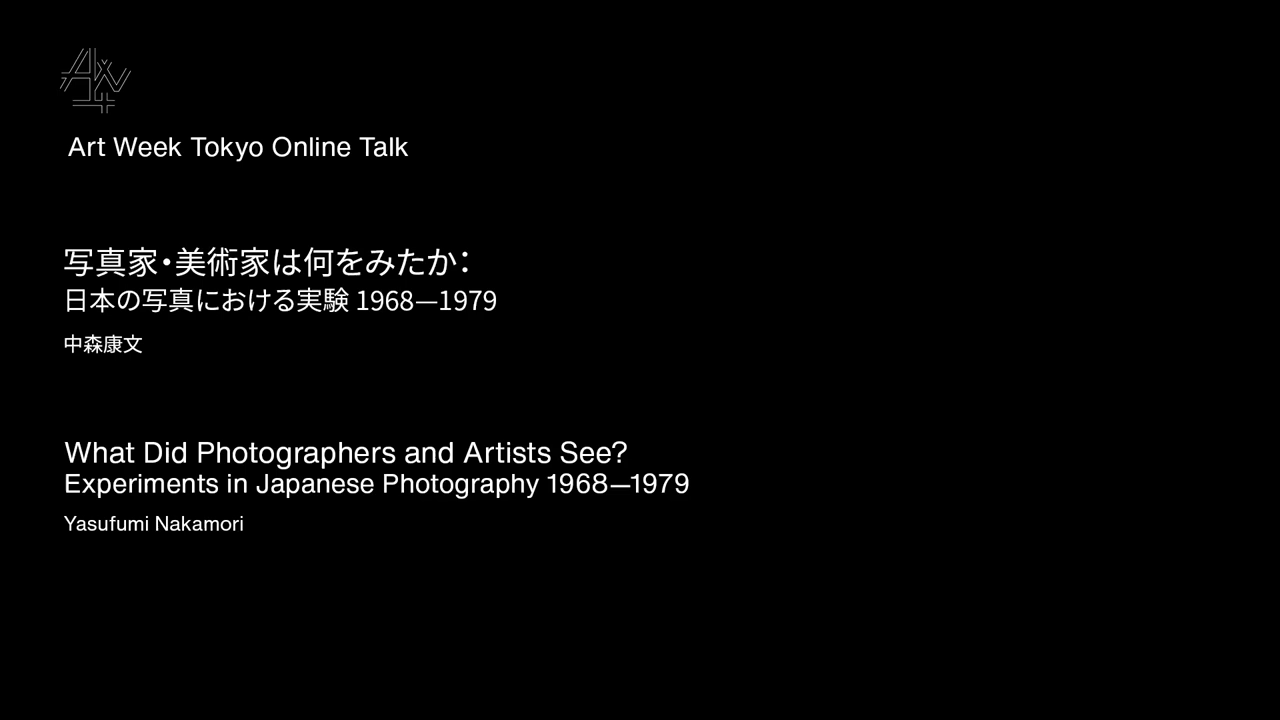 AWT
Art Week Tokyo Online Talk
写真家・美術家は何をみたか：
日本の写真における実験 1968—1979
中森康文
What Did Photographers and Artists See?
Experiments in Japanese Photography 1968—1979
Yasufumi Nakamori